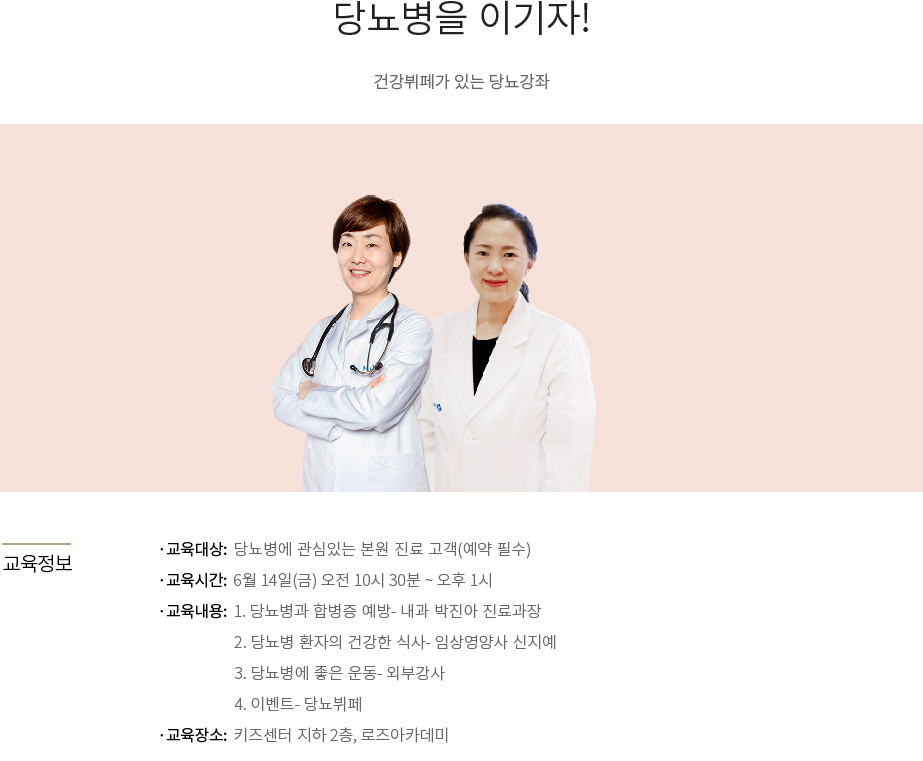 당뇨병을 이기자!
건강뷔페가 있는 당뇨강좌
교육정보
· 교육대상: 당뇨병에 관심있는 본원 진료 고객(예약 필수)
· 교육시간: 6월 14일(금) 오전 10시 30분 ~ 오후 1시
· 교육내용: 1. 당뇨병과 합병증 예방- 내과 박진아 진료과장
2. 당뇨병 환자의 건강한 식사- 임상영양사 신지예
3. 당뇨병에 좋은 운동- 외부강사
4. 이벤트- 당뇨뷔페
· 교육장소: 키즈센터 지하 2층, 로즈아카데미